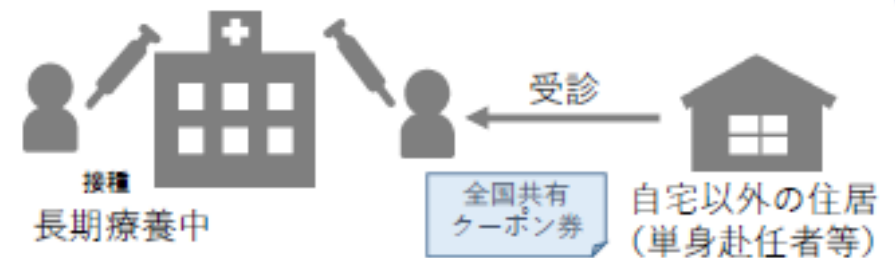 受診
接種
長期療養中
全国共有
クーポン券
自宅以外の住居
（単身赴任者等）